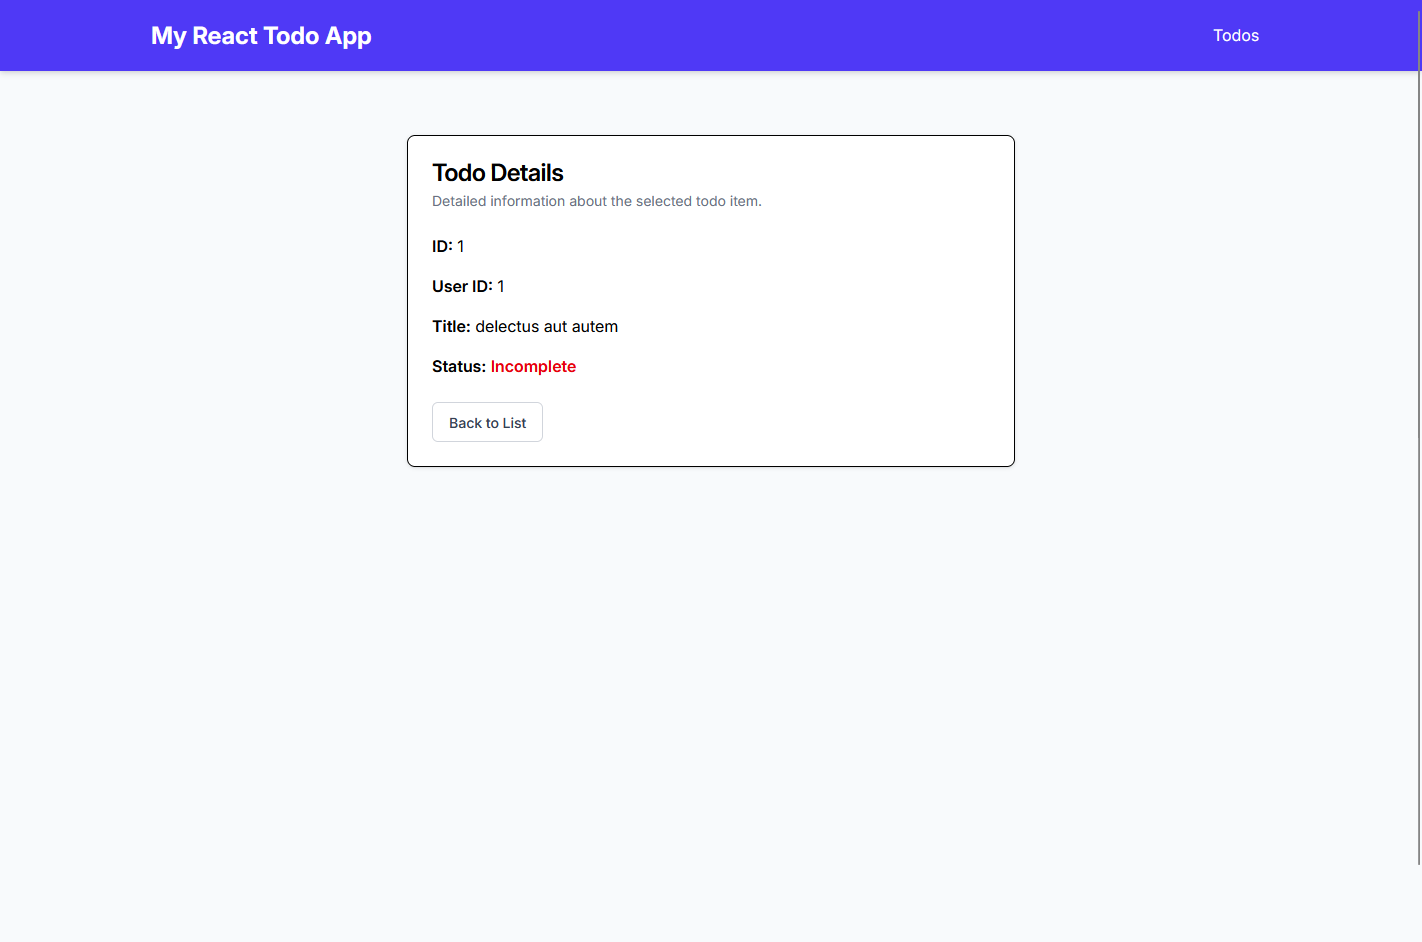 My React Todo App
Todos
Todo Details
Detailed information about the selected todo item.
ID: 1
User ID: 1
Title: delectus aut autem
Status: Incomplete
Back to List